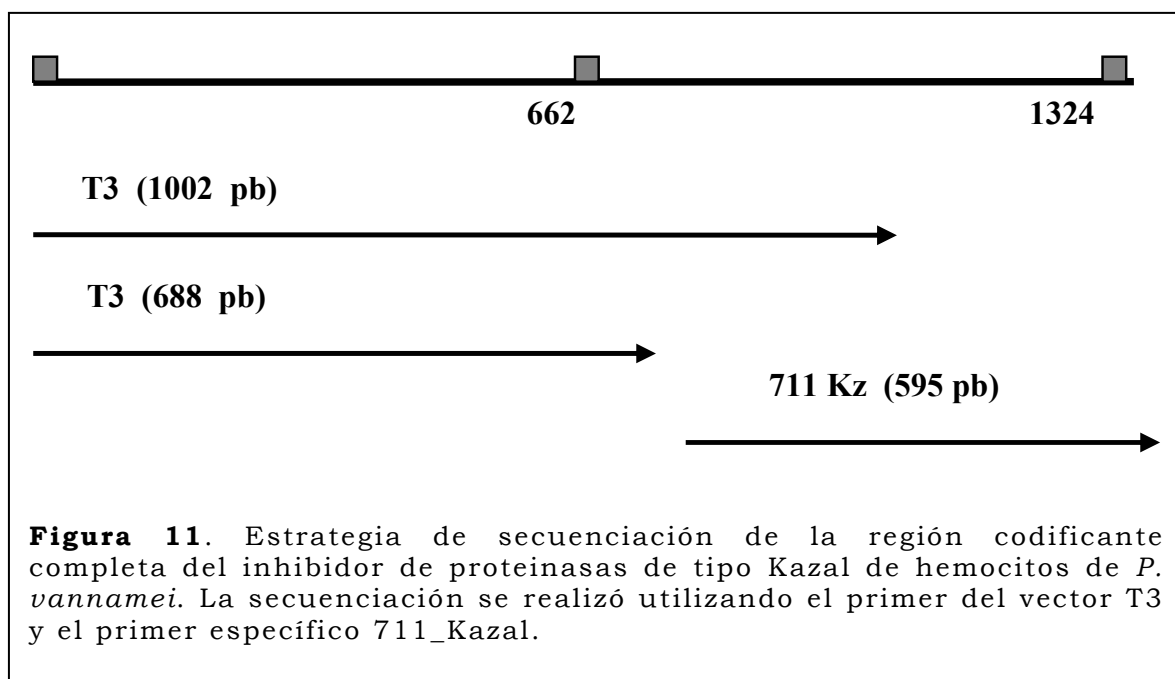 662 1324
T3 (1002 pb)
T3 (688 pb)
711 Kz (595 pb)
Figura 11. Estrategia de secuenciación de la región codificante
completa del inhibidor de proteinasas de tipo Kazal de hemocitos de P.
vannamei. La secuenciación se realizó utilizando el primer del vector T3
y el primer específico 711_Kazal.